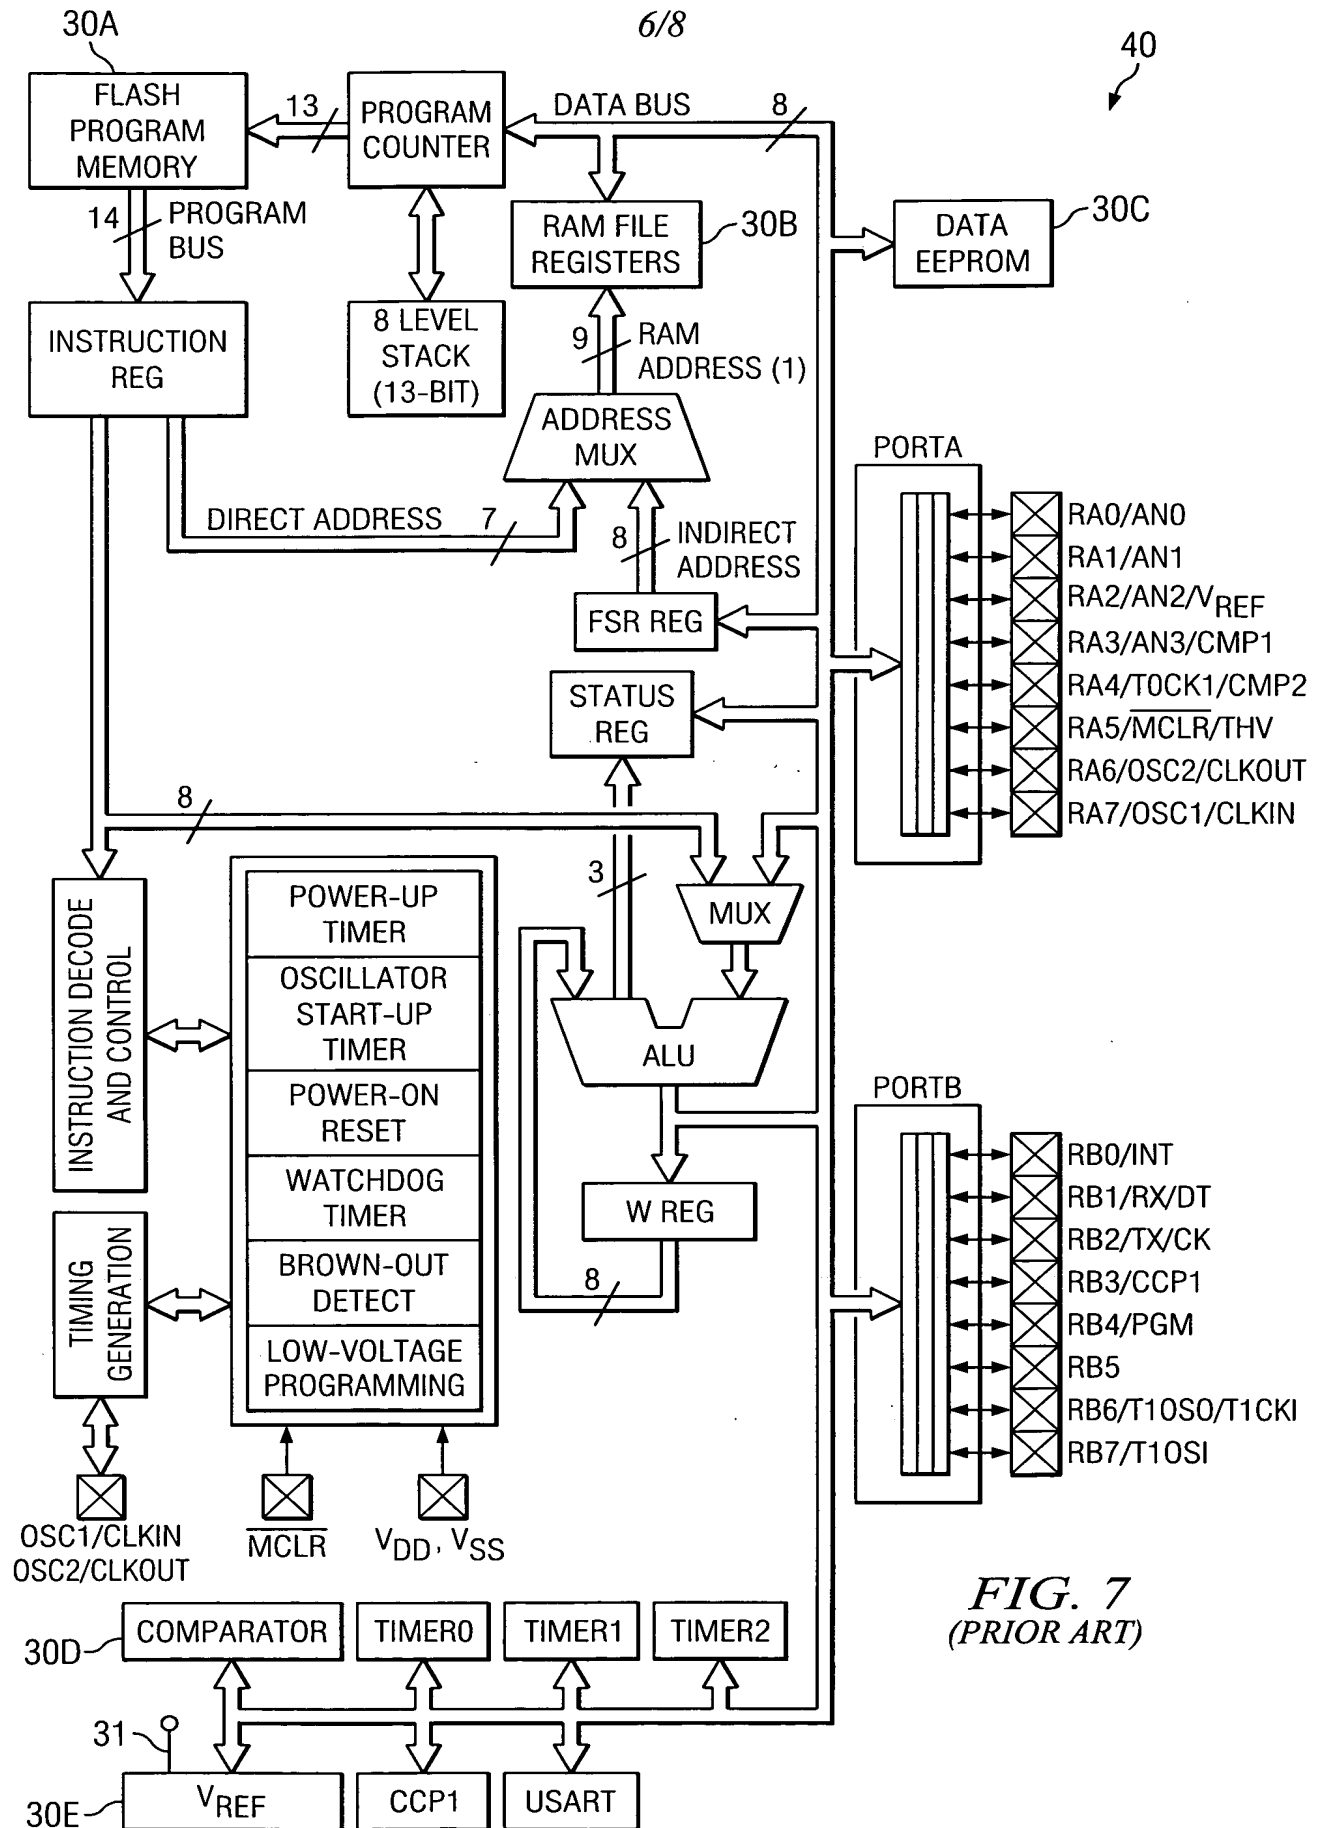 6/8
40
30A
FLASH
PROGRAM
MEMORY
13
PROGRAM
COUNTER
DATA BUS
8
14
PROGRAM
BUS
RAM FILE
REGISTERS
30B
DATA
EEPROM
30C
INSTRUCTION
REG
8 LEVEL
STACK
(13-BIT)
9
RAM
ADDRESS (1)
ADDRESS
MUX
DIRECT ADDRESS
7
8
INDIRECT
ADDRESS
FSR REG
STATUS
REG
PORTA
RA0/AN0
RA1/AN1
RA2/AN2/VREF
RA3/AN3/CMP1
RA4/T0CK1/CMP2
RA5/MCLR/THV
RA6/OSC2/CLKOUT
RA7/OSC1/CLKIN
8
3
MUX
ALU
INSTRUCTION DECODE
AND CONTROL
POWER-UP
TIMER
OSCILLATOR
START-UP
TIMER
POWER-ON
RESET
WATCHDOG
TIMER
BROWN-OUT
DETECT
LOW-VOLTAGE
PROGRAMMING
W REG
8
TIMING
GENERATION
PORTB
RB0/INT
RB1/RX/DT
RB2/TX/CK
RB3/CCP1
RB4/PGM
RB5
RB6/T1OSO/T1CKI
RB7/T1OSI
OSC1/CLKIN
OSC2/CLKOUT
MCLR
VDD, VSS
30D
COMPARATOR
TIMER0
TIMER1
TIMER2
31
30E
VREF
CCP1
USART
FIG. 7
(PRIOR ART)